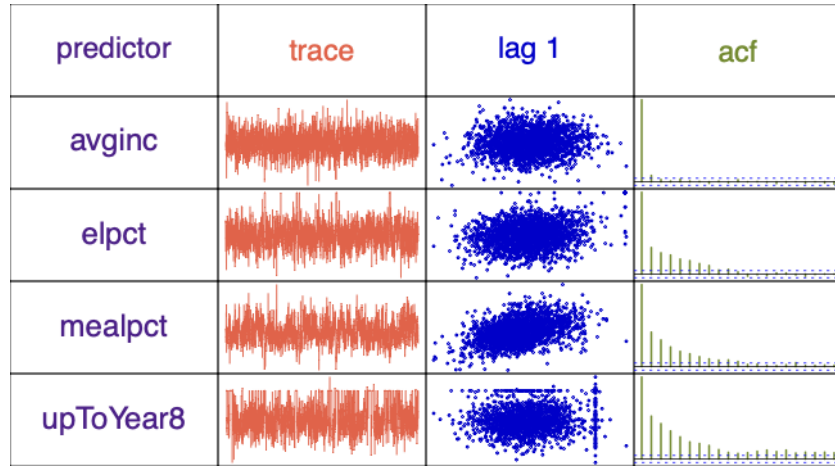 predictor trace lag 1 acf
avginc
elpct
mealpct
upToYear8